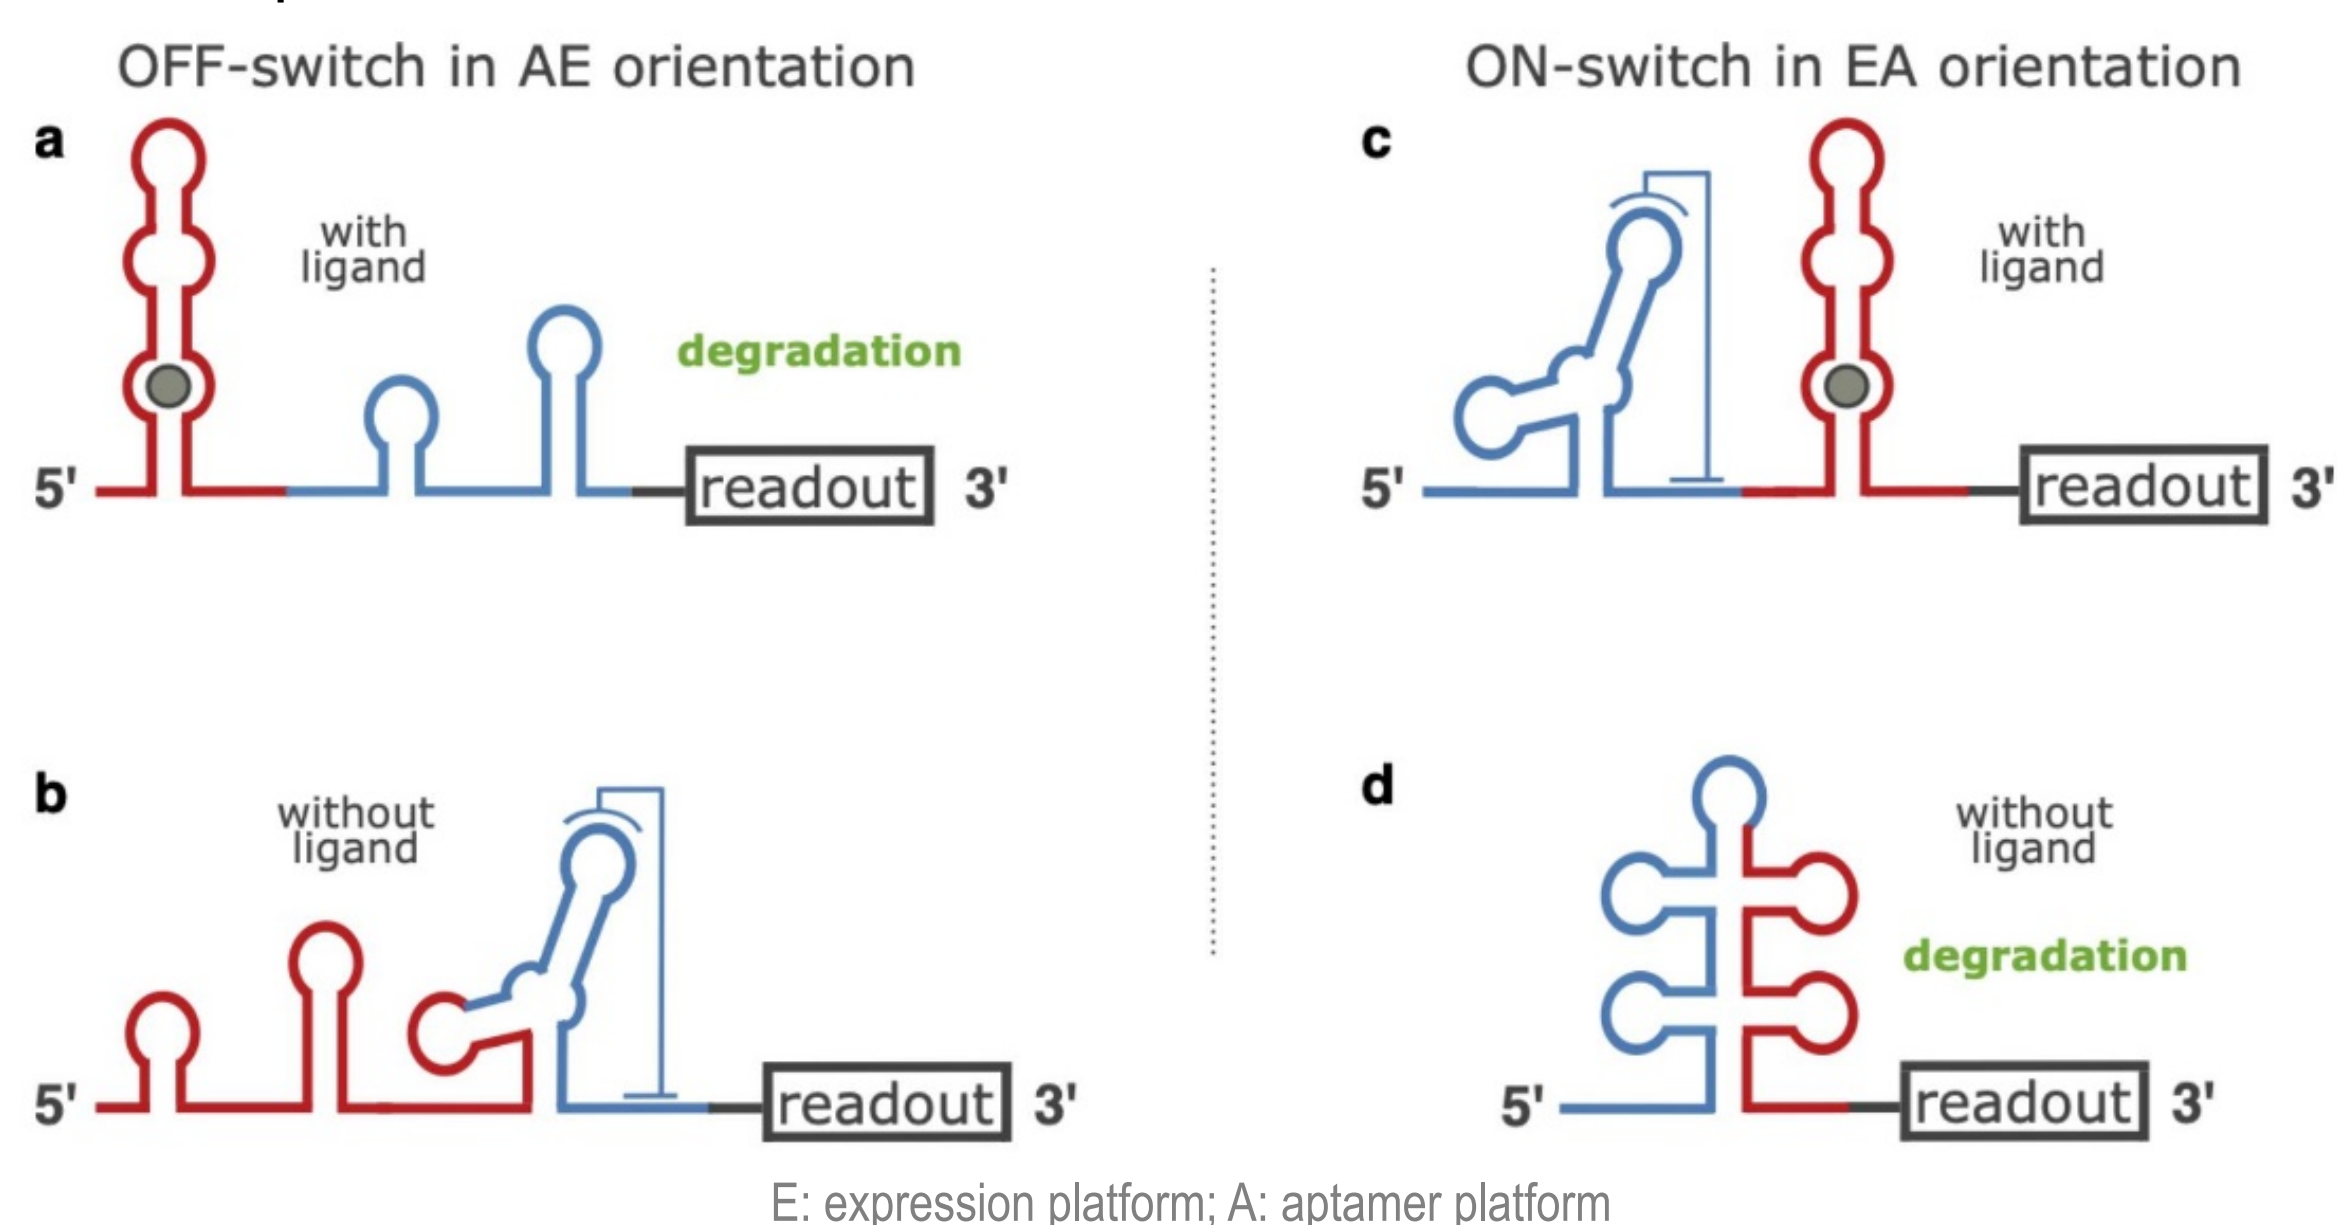 OFF-switch in AE orientation
a
with
ligand
degradation
5'
readout
3'
b
without
ligand
5'
readout
3'
ON-switch in EA orientation
c
with
ligand
5'
readout
3'
d
without
ligand
degradation
5'
readout
3'
E: expression platform; A: aptamer platform